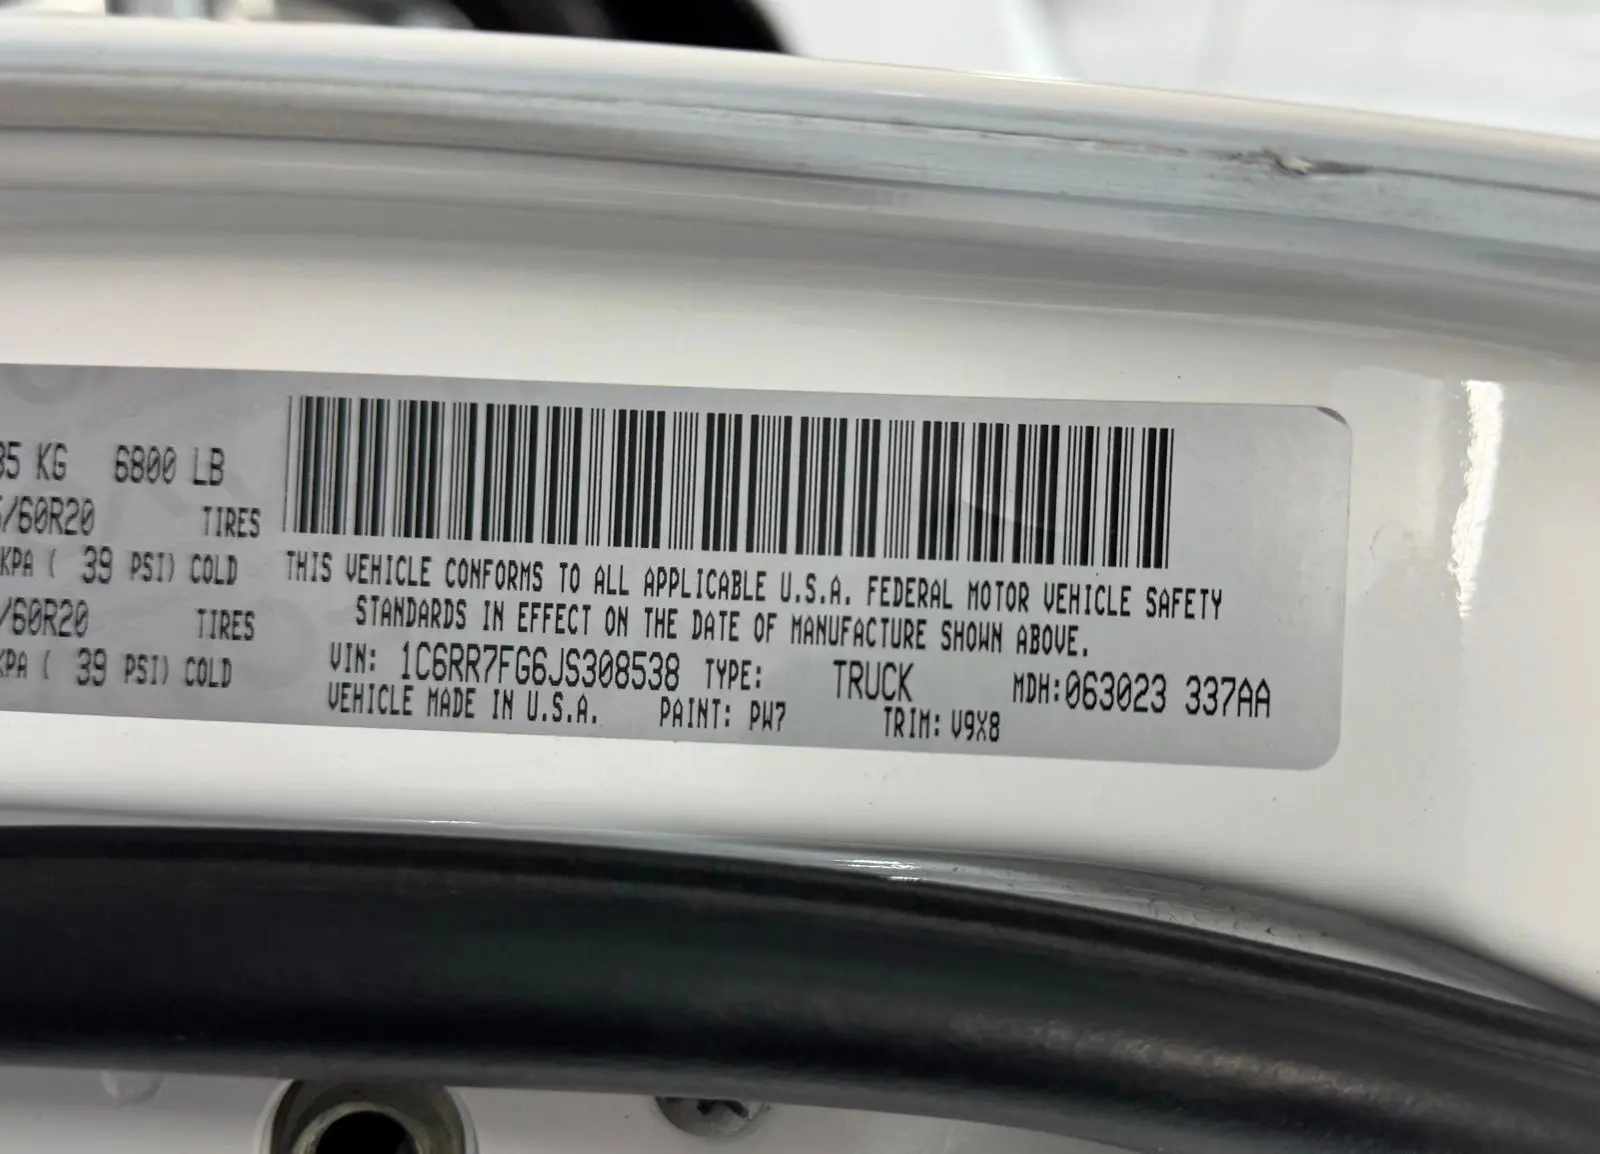 85 KG 6800 LB
/60R20 TIRES
KPA ( 39 PSI) COLD
/60R20 TIRES
KPA ( 39 PSI) COLD
THIS VEHICLE CONFORMS TO ALL APPLICABLE U.S.A. FEDERAL MOTOR VEHICLE SAFETY
STANDARDS IN EFFECT ON THE DATE OF MANUFACTURE SHOWN ABOVE.
VIN: 1C6RR7FG6JS308538 TYPE: TRUCK MDH:063023 337AA
VEHICLE MADE IN U.S.A. PAINT: PW7 TRIM: V9X8